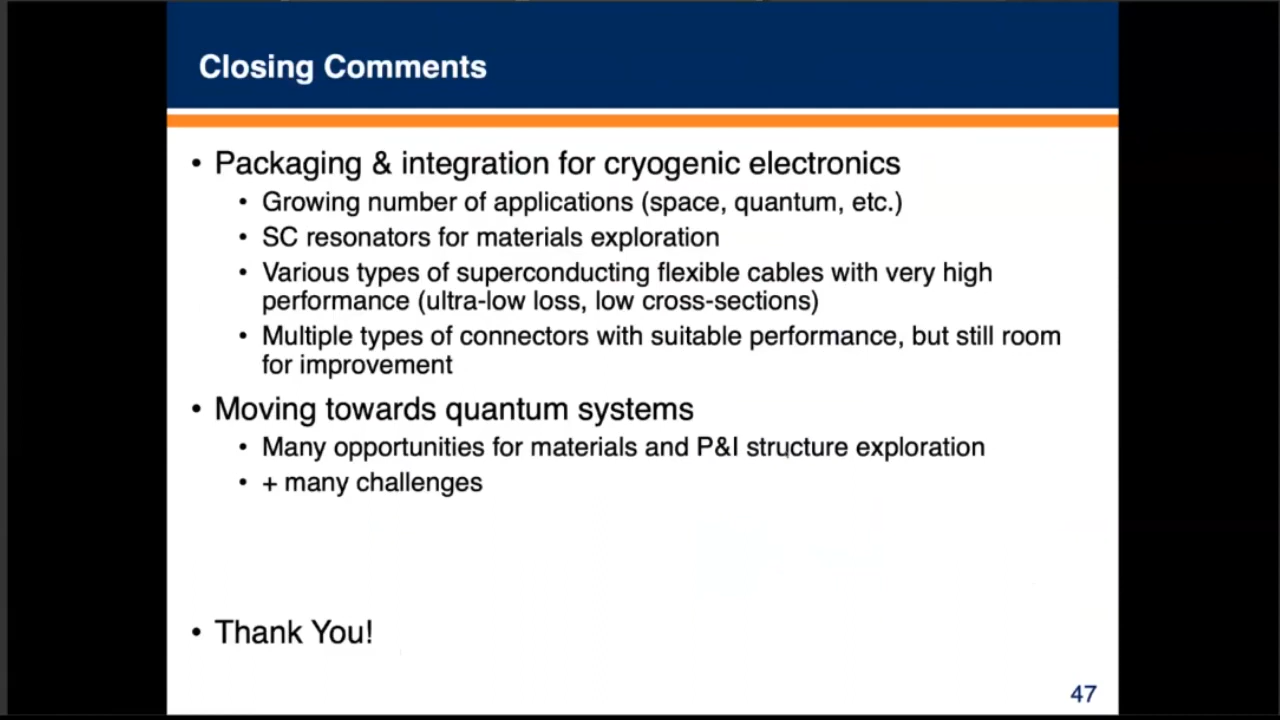 Closing Comments
• Packaging & integration for cryogenic electronics
• Growing number of applications (space, quantum, etc.)
• SC resonators for materials exploration
• Various types of superconducting flexible cables with very high
performance (ultra-low loss, low cross-sections)
• Multiple types of connectors with suitable performance, but still room
for improvement
• Moving towards quantum systems
• Many opportunities for materials and P&I structure exploration
• + many challenges
• Thank You!
47